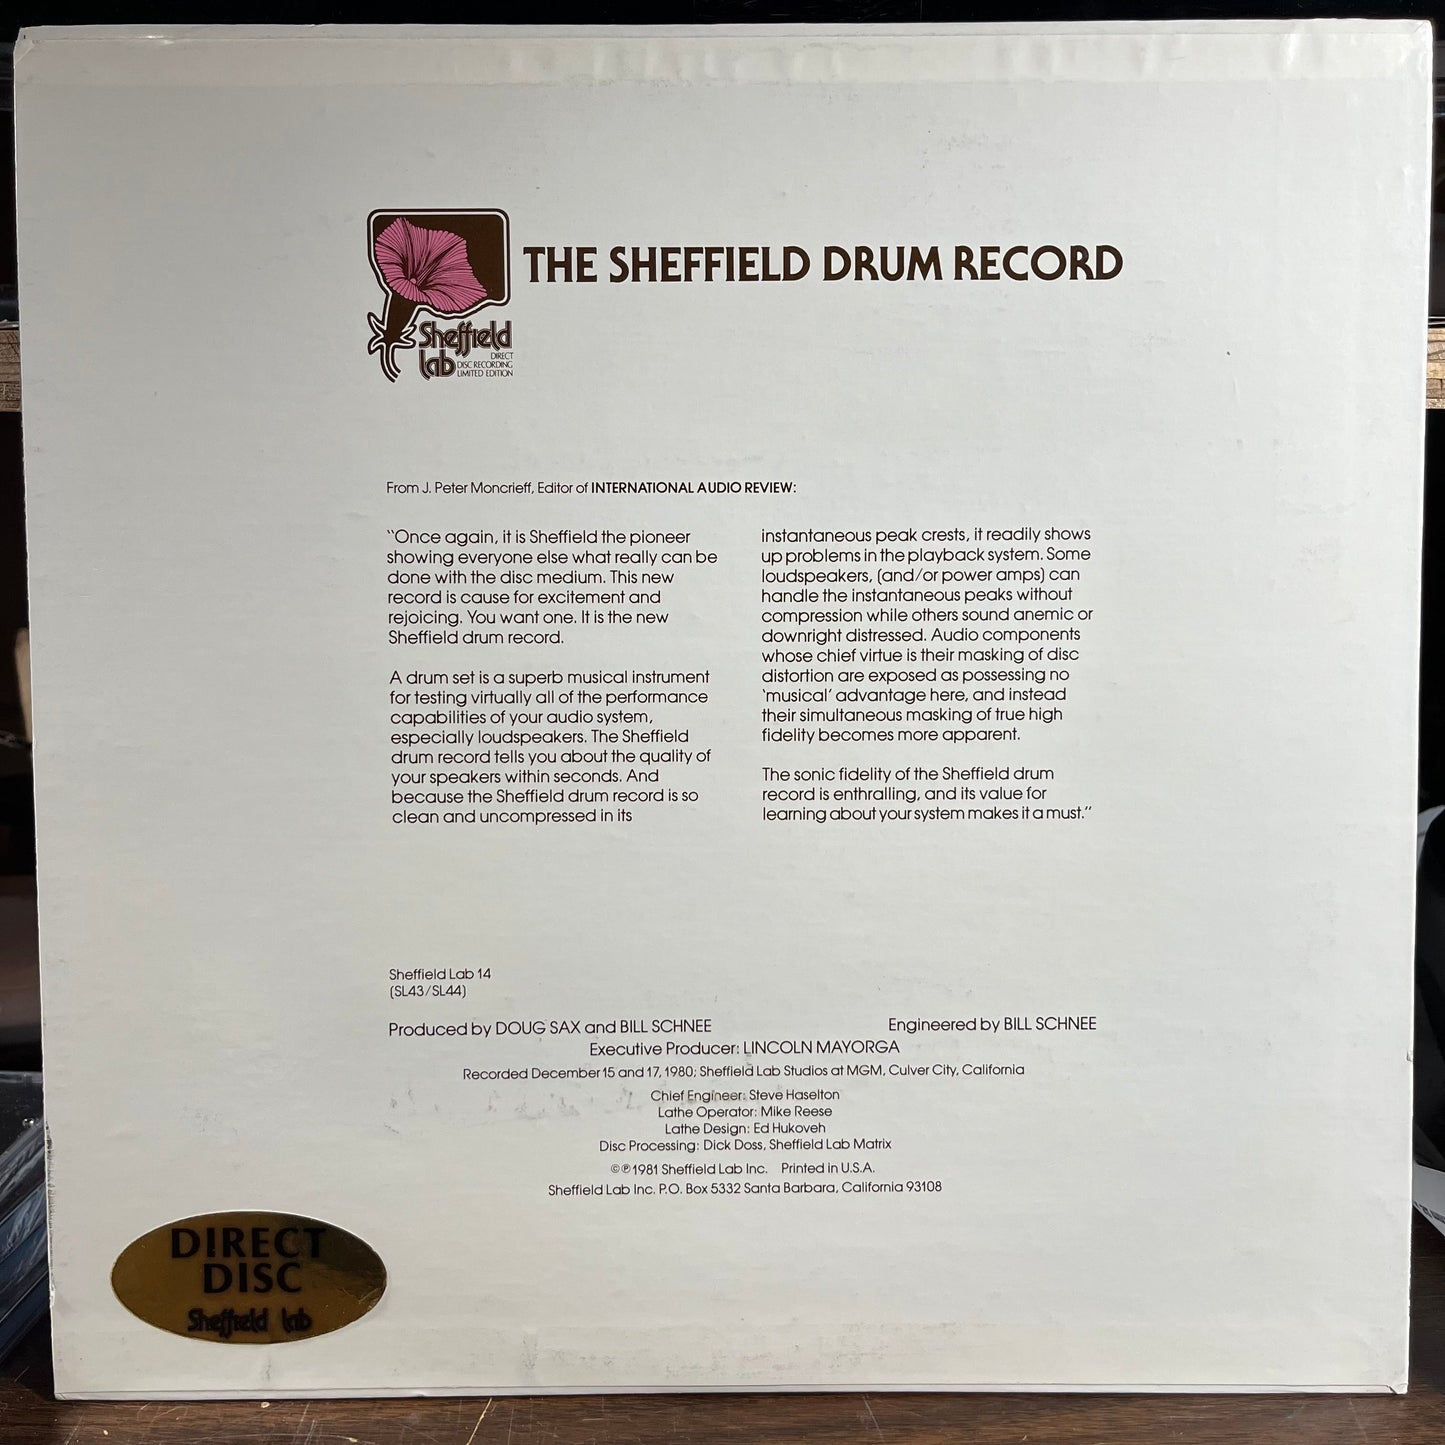 THE SHEFFIELD DRUM RECORD
Sheffield
Lab
DIRECT
DISC RECORDING
LIMITED EDITION
From J. Peter Moncrieff, Editor of INTERNATIONAL AUDIO REVIEW:
“Once again, it is Sheffield the pioneer
showing everyone else what really can be
done with the disc medium. This new
record is cause for excitement and
rejoicing. You want one. It is the new
Sheffield drum record.
A drum set is a superb musical instrument
for testing virtually all of the performance
capabilities of your audio system,
especially loudspeakers. The Sheffield
drum record tells you about the quality of
your speakers within seconds. And
because the Sheffield drum record is so
clean and uncompressed in its
instantaneous peak crests, it readily shows
up problems in the playback system. Some
loudspeakers, (and/or power amps) can
handle the instantaneous peaks without
compression while others sound anemic or
downright distressed. Audio components
whose chief virtue is their masking of disc
distortion are exposed as possessing no
‘musical’ advantage here, and instead
their simultaneous masking of true high
fidelity becomes more apparent.
The sonic fidelity of the Sheffield drum
record is enthralling, and its value for
learning about your system makes it a must.”
Sheffield Lab 14
(SL43/SL44)
Produced by DOUG SAX and BILL SCHNEE
Engineered by BILL SCHNEE
Executive Producer: LINCOLN MAYORGA
Recorded December 15 and 17, 1980; Sheffield Lab Studios at MGM, Culver City, California
Chief Engineer: Steve Haselton
Lathe Operator: Mike Reese
Lathe Design: Ed Hukoveh
Disc Processing: Dick Doss, Sheffield Lab Matrix
©℗1981 Sheffield Lab Inc. Printed in U.S.A.
Sheffield Lab Inc. P.O. Box 5332 Santa Barbara, California 93108
DIRECT
DISC
Sheffield Lab